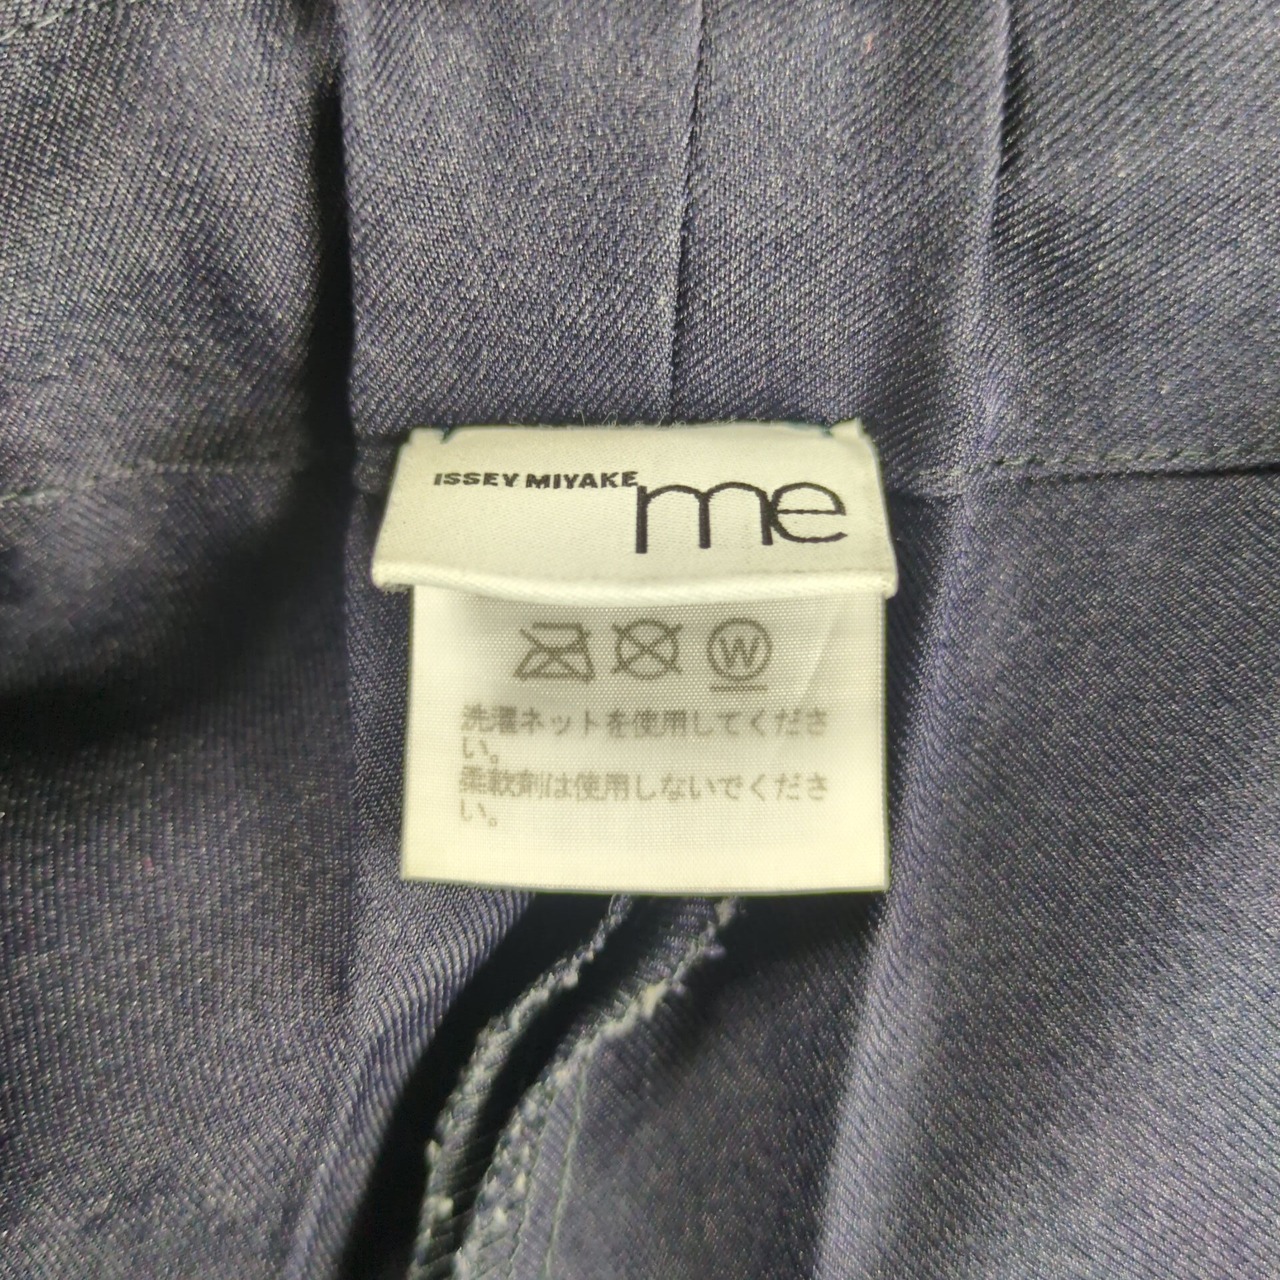 ISSEY MIYAKE me
W
洗濯ネットを使用してくださ
い。
柔軟剤は使用しないでくださ
い。